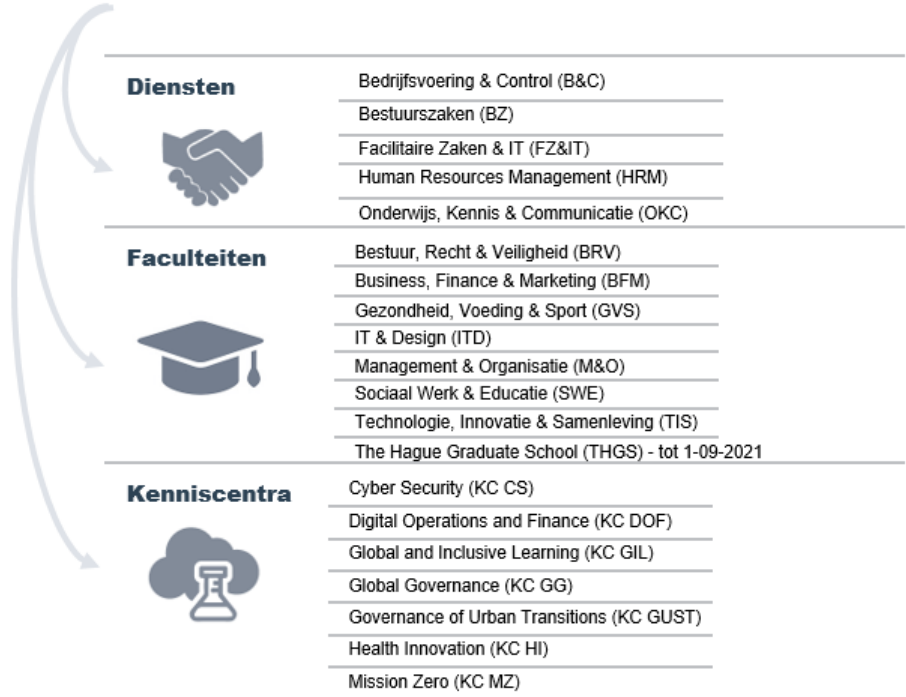 Diensten
Bedrijfsvoering & Control (B&C)
Bestuurszaken (BZ)
Facilitaire Zaken & IT (FZ&IT)
Human Resources Management (HRM)
Onderwijs, Kennis & Communicatie (OKC)
Faculteiten
Bestuur, Recht & Veiligheid (BRV)
Business, Finance & Marketing (BFM)
Gezondheid, Voeding & Sport (GVS)
IT & Design (ITD)
Management & Organisatie (M&O)
Sociaal Werk & Educatie (SWE)
Technologie, Innovatie & Samenleving (TIS)
The Hague Graduate School (THGS) - tot 1-09-2021
Kenniscentra
Cyber Security (KC CS)
Digital Operations and Finance (KC DOF)
Global and Inclusive Learning (KC GIL)
Global Governance (KC GG)
Governance of Urban Transitions (KC GUST)
Health Innovation (KC HI)
Mission Zero (KC MZ)